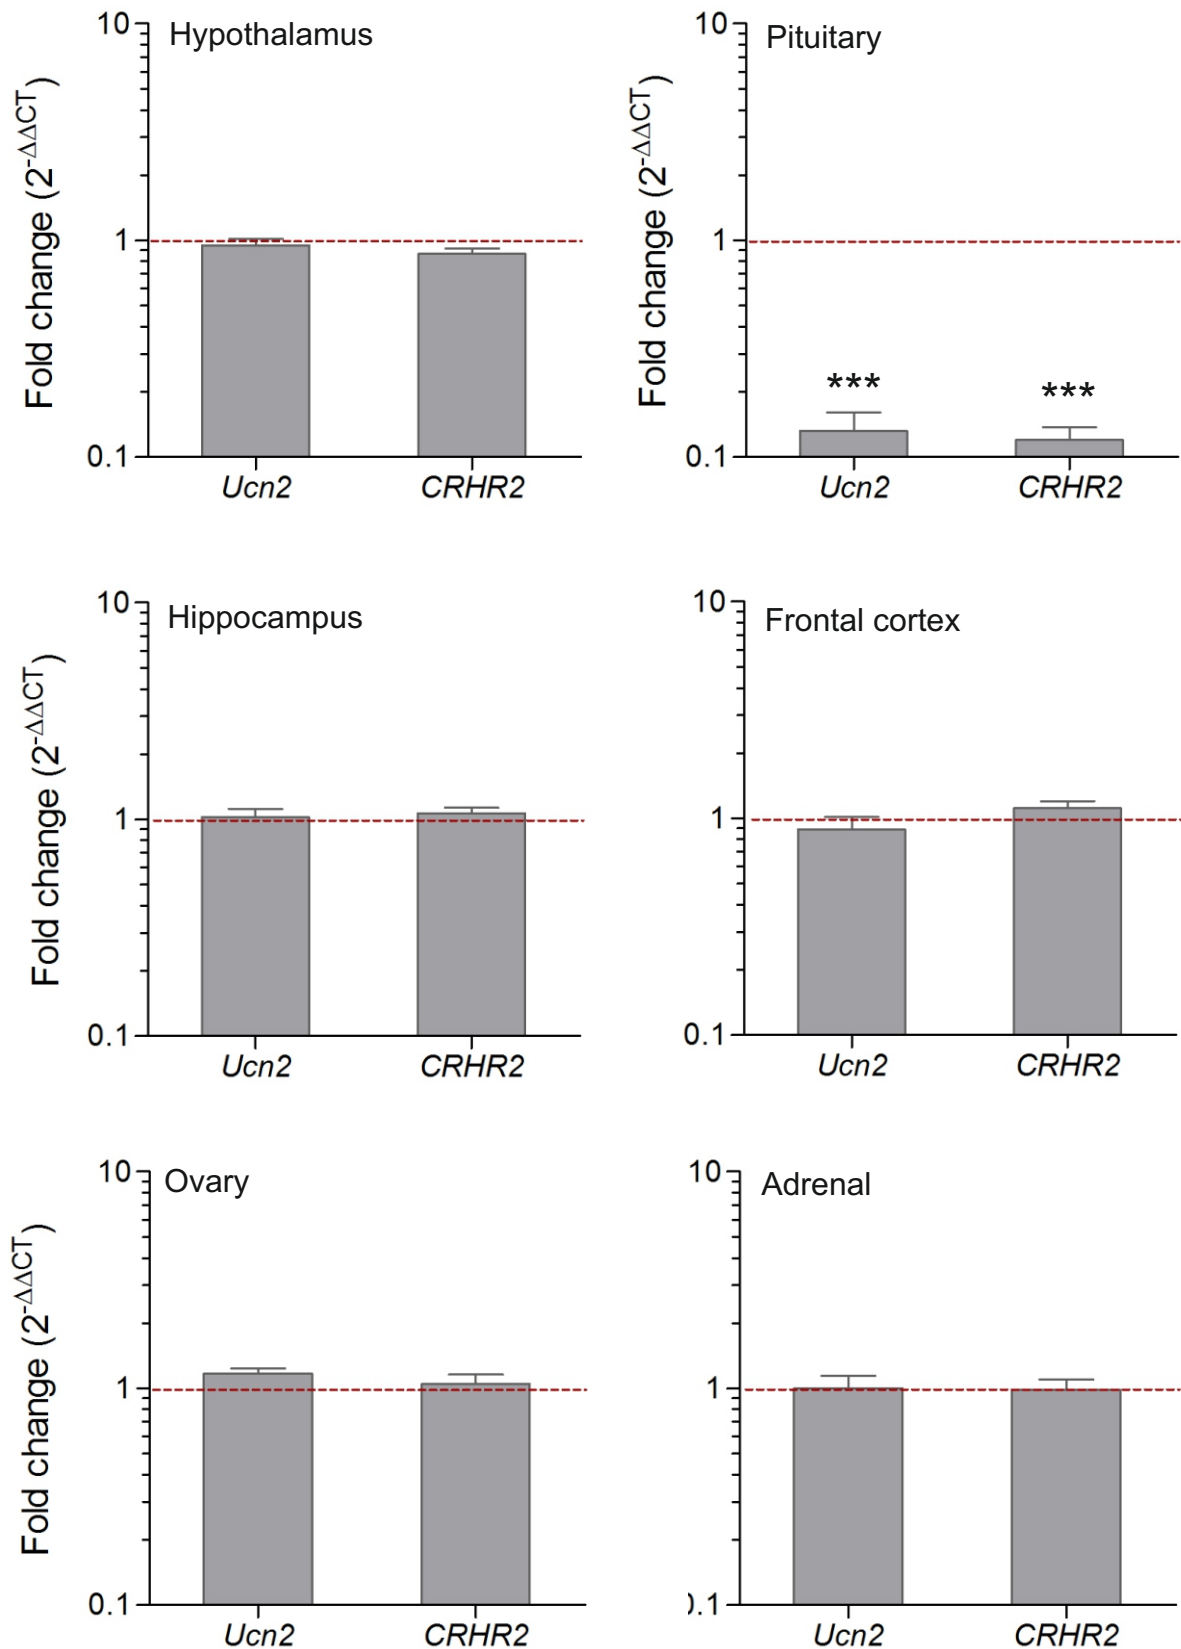 Hypothalamus
Fold change (2-ΔΔCT)
10
1
0.1
Ucn2 CRHR2
Pituitary
Fold change (2-ΔΔCT)
10
1
0.1
*** ***
Ucn2 CRHR2
Hippocampus
Fold change (2-ΔΔCT)
10
1
0.1
Ucn2 CRHR2
Frontal cortex
10
1
0.1
Ucn2 CRHR2
Ovary
Fold change (2-ΔΔCT)
10
1
0.1
Ucn2 CRHR2
Adrenal
10
1
).1
Ucn2 CRHR2